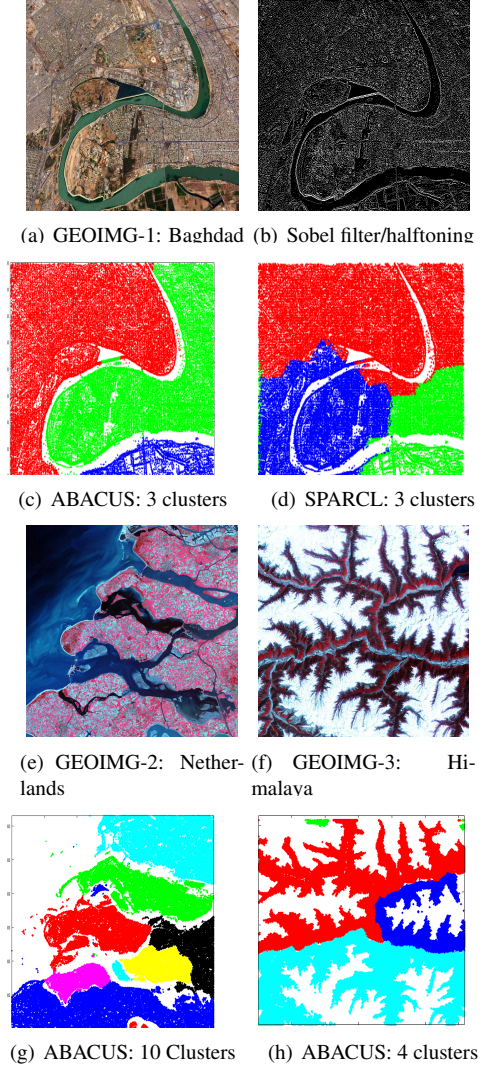 (a) GEOIMG-1: Baghdad (b) Sobel filter/halftoning
(c) ABACUS: 3 clusters (d) SPARCL: 3 clusters
(e) GEOIMG-2: Nether-
lands
(f) GEOIMG-3: Hi-
malaya
(g) ABACUS: 10 Clusters (h) ABACUS: 4 clusters